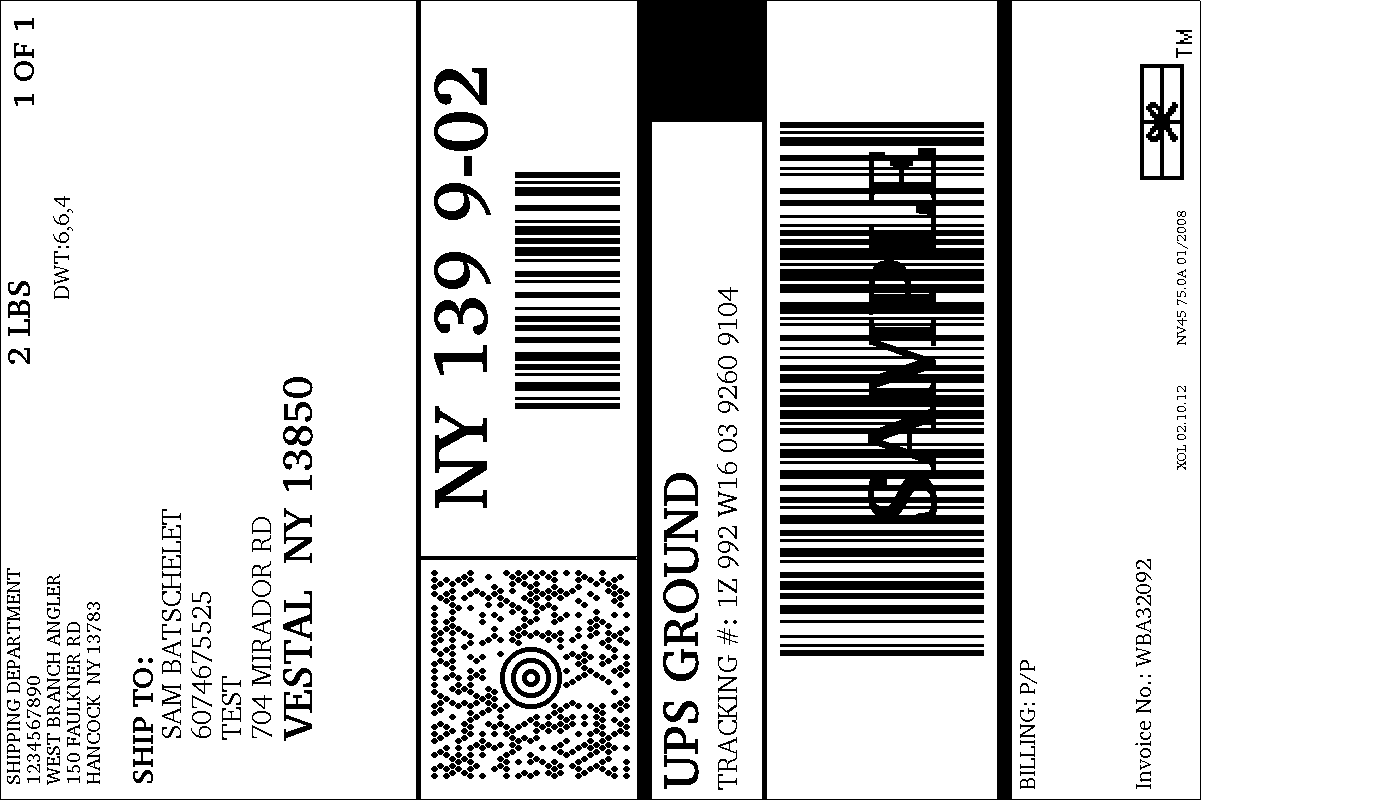 SHIPPING DEPARTMENT
1234567890
WEST BRANCH ANGLER
150 FAULKNER RD
HANCOCK NY 13783
2 LBS
1 OF 1
DWT:6,6,4
SHIP TO:
SAM BATSCHELET
6074675525
TEST
704 MIRADOR RD
VESTAL NY 13850
NY 139 9-02
UPS GROUND
TRACKING #: 1Z 992 W16 03 9260 9104
SAMPLE
BILLING: P/P
Invoice No.: WBA32092
XOL 02.10.12
NV45 75.0A 01/2008
TM